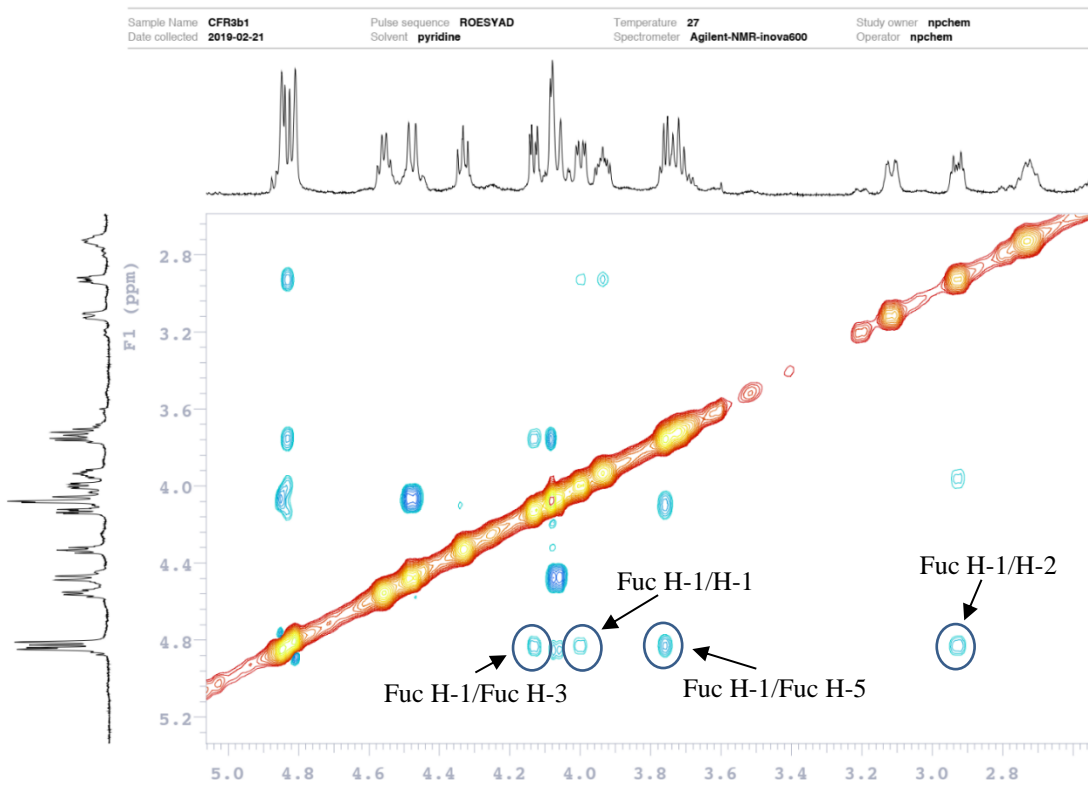 Sample Name CFR3b1 Pulse sequence ROESYAD Temperature 27 Study owner npchem
Date collected 2019-02-21 Solvent pyridine Spectrometer Agilent-NMR-inova600 Operator npchem
F1 (ppm)
2.8
3.2
3.6
4.0
4.4
4.8
5.2
Fuc H-1/H-2
Fuc H-1/H-1
Fuc H-1/Fuc H-3
Fuc H-1/Fuc H-5
5.0 4.8 4.6 4.4 4.2 4.0 3.8 3.6 3.4 3.2 3.0 2.8